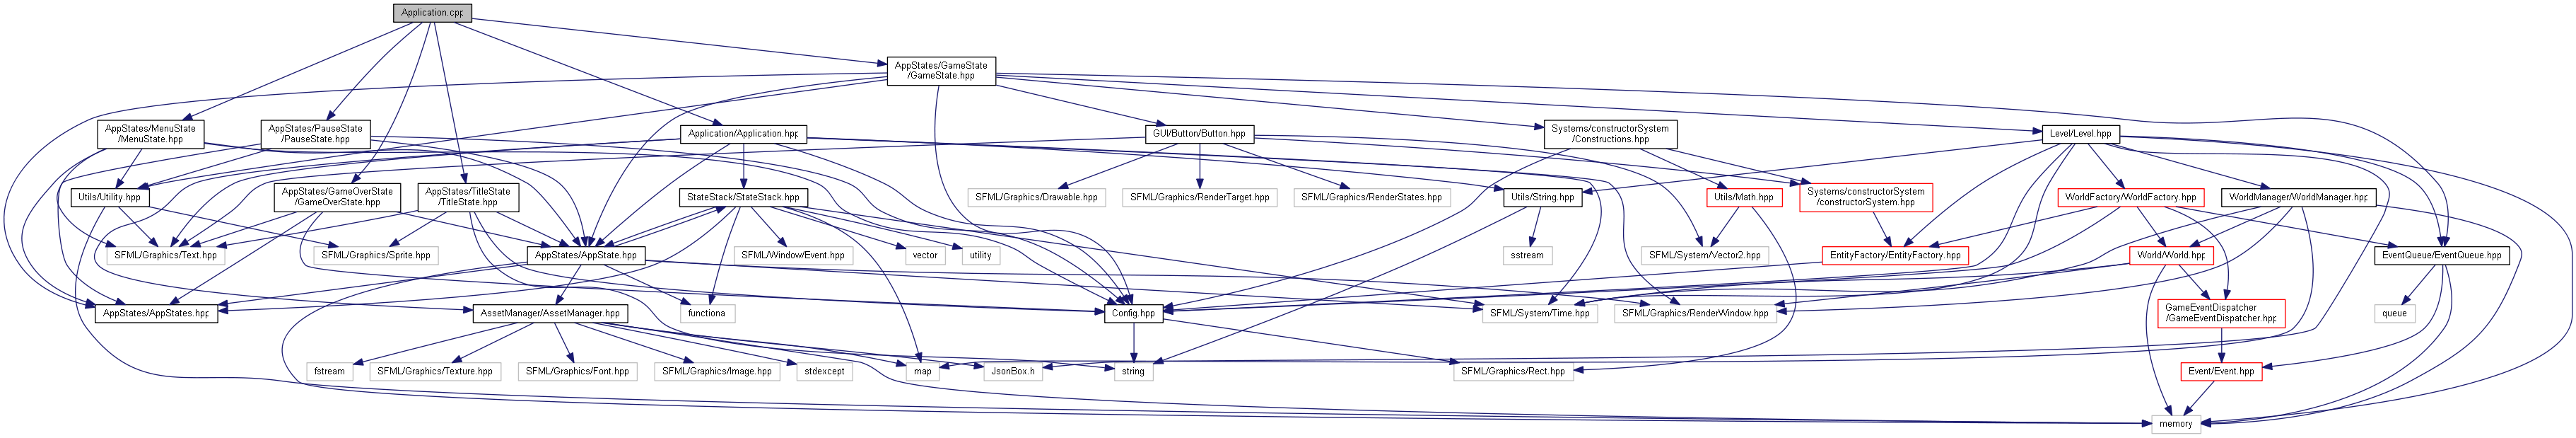 Application.cpp
AppStates/GameState
/GameState.hpp
AppStates/MenuState
/MenuState.hpp
AppStates/PauseState
/PauseState.hpp
Application/Application.hpp
GUI/Button/Button.hpp
Systems/constructorSystem
/Constructions.hpp
Level/Level.hpp
Utils/Utility.hpp
AppStates/GameOverState
/GameOverState.hpp
AppStates/TitleState
/TitleState.hpp
StateStack/StateStack.hpp
SFML/Graphics/Drawable.hpp
SFML/Graphics/RenderTarget.hpp
SFML/Graphics/RenderStates.hpp
Utils/String.hpp
Utils/Math.hpp
Systems/constructorSystem
/constructorSystem.hpp
WorldFactory/WorldFactory.hpp
WorldManager/WorldManager.hpp
SFML/Graphics/Text.hpp
SFML/Graphics/Sprite.hpp
AppStates/AppState.hpp
SFML/Window/Event.hpp
vector
utility
SFML/System/Vector2.hpp
sstream
EntityFactory/EntityFactory.hpp
World/World.hpp
EventQueue/EventQueue.hpp
AppStates/AppStates.hpp
AssetManager/AssetManager.hpp
functiona
Config.hpp
SFML/System/Time.hpp
SFML/Graphics/RenderWindow.hpp
GameEventDispatcher
/GameEventDispatcher.hpp
queue
fstream
SFML/Graphics/Texture.hpp
SFML/Graphics/Font.hpp
SFML/Graphics/Image.hpp
stdexcept
map
JsonBox.h
string
SFML/Graphics/Rect.hpp
Event/Event.hpp
memory